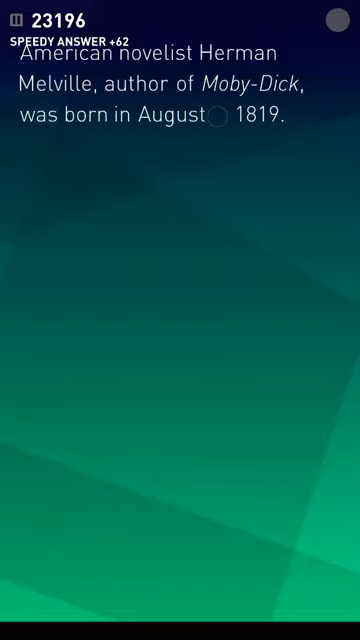 23196
SPEEDY ANSWER +62
American novelist Herman
Melville, author of Moby-Dick,
was born in August 1819.